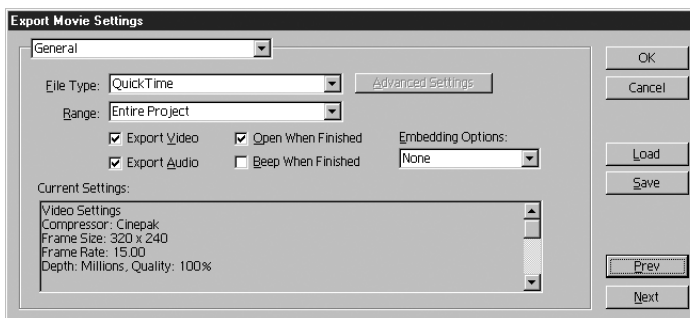 Export Movie Settings
General
OK
File Type: QuickTime
Advanced Settings
Cancel
Range: Entire Project
Export Video
Open When Finished
Embedding Options:
Export Audio
Beep When Finished
None
Load
Current Settings:
Save
Video Settings
Compressor: Cinepak
Frame Size: 320 x 240
Frame Rate: 15.00
Depth: Millions, Quality: 100%
Prev
Next